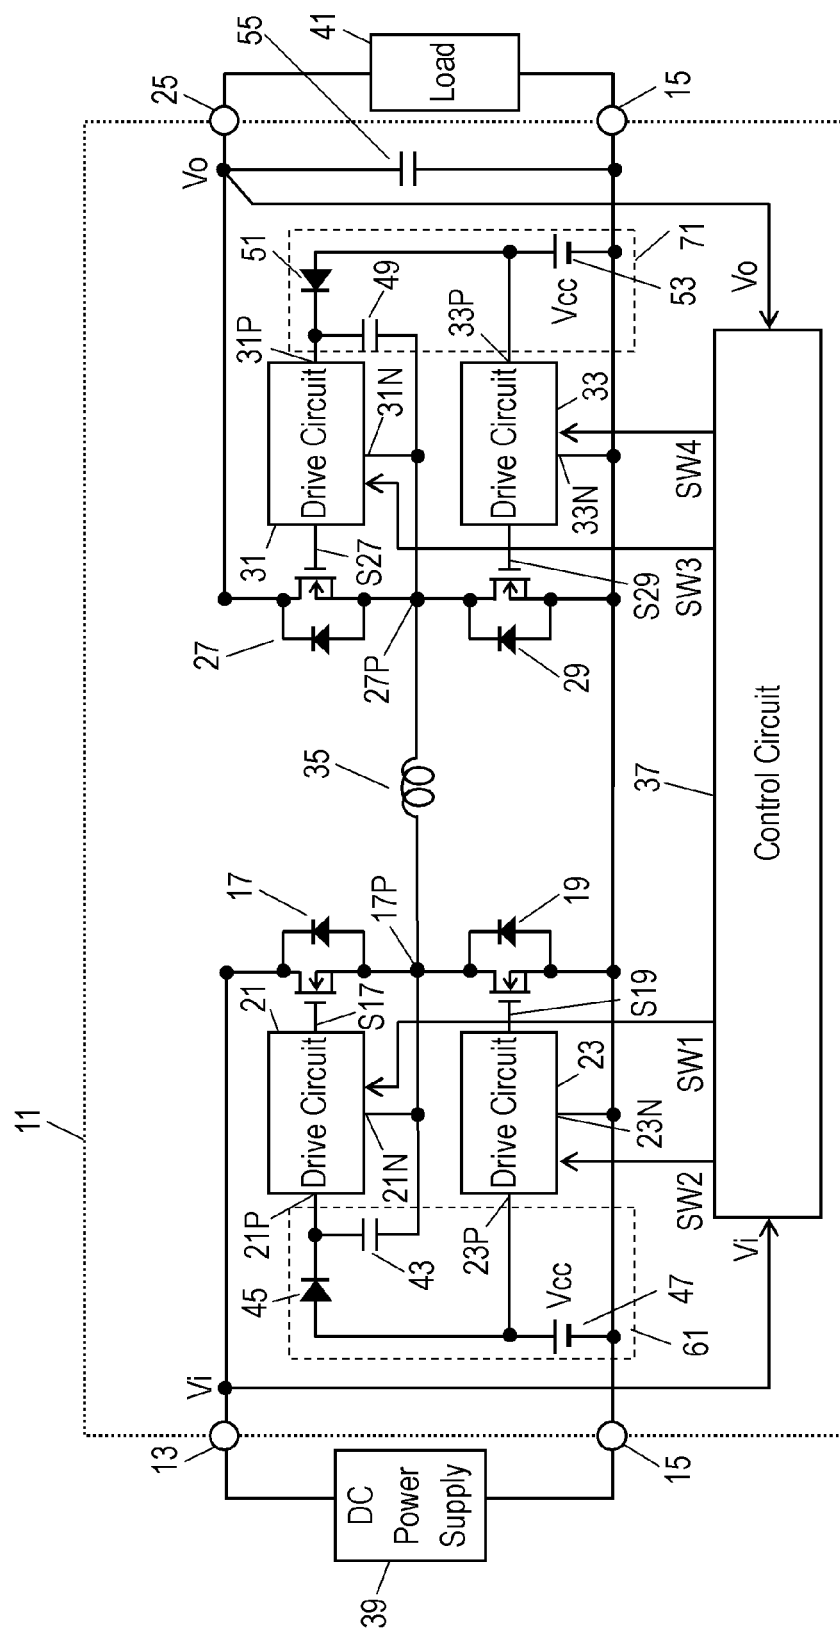 11
13
Vi
45
21P
21
17
35
27
31
31P
51
Vo
25
55
41
39
DC
Power
Supply
Drive Circuit
S17
17P
27P
S27
Drive Circuit
49
Load
43
21N
31N
23P
Drive Circuit
23
19
29
Drive Circuit
33
33P
Vcc
47
23N
S19
S29
33N
Vcc
53
15
61
71
15
Vi
SW2
SW1
37
SW3
SW4
Vo
Control Circuit